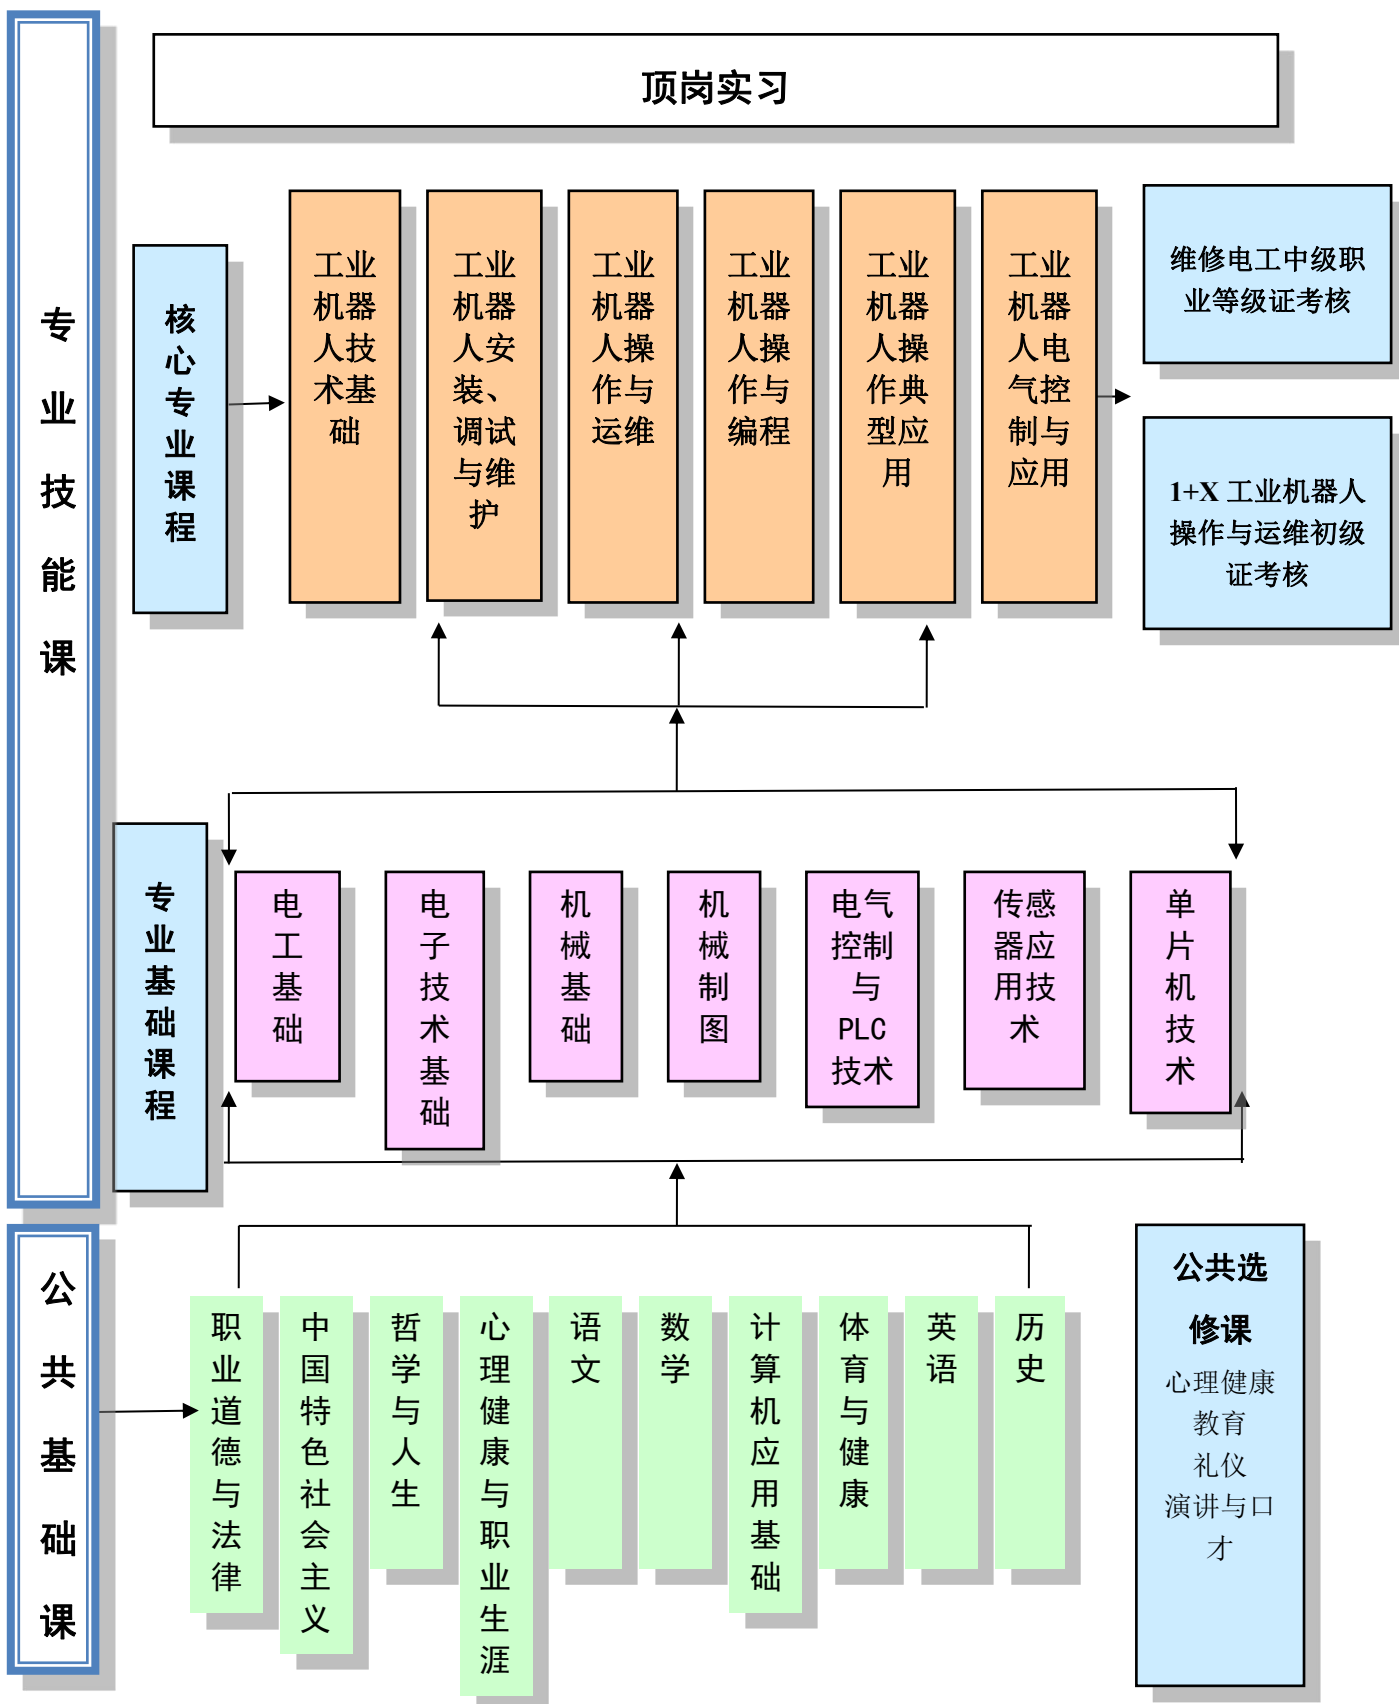 专
业
技
能
课
顶岗实习
核
心
专
业
课
程
工业
机器
人技
术基
础
工业
机器
人安
装、
调试
与维
护
工业
机器
人操
作与
运维
工业
机器
人操
作与
编程
工业
机器
人操
作典
型应
用
工业
机器
人电
气控
制与
应用
维修电工中级职
业等级证考核
1+X 工业机器人
操作与运维初级
证考核
专
业
基
础
课
程
电
工
基
础
电
子
技
术
基
础
机
械
基
础
机
械
制
图
电气
控制
与
PLC
技术
传感
器应
用技
术
单
片
机
技
术
公
共
基
础
课
职
业
道
德
与
法
律
中
国
特
色
社
会
主
义
哲
学
与
人
生
心
理
健
康
与
职
业
生
涯
语
文
数
学
计
算
机
应
用
基
础
体
育
与
健
康
英
语
历
史
公共选
修课
心理健康
教育
礼仪
演讲与口
才